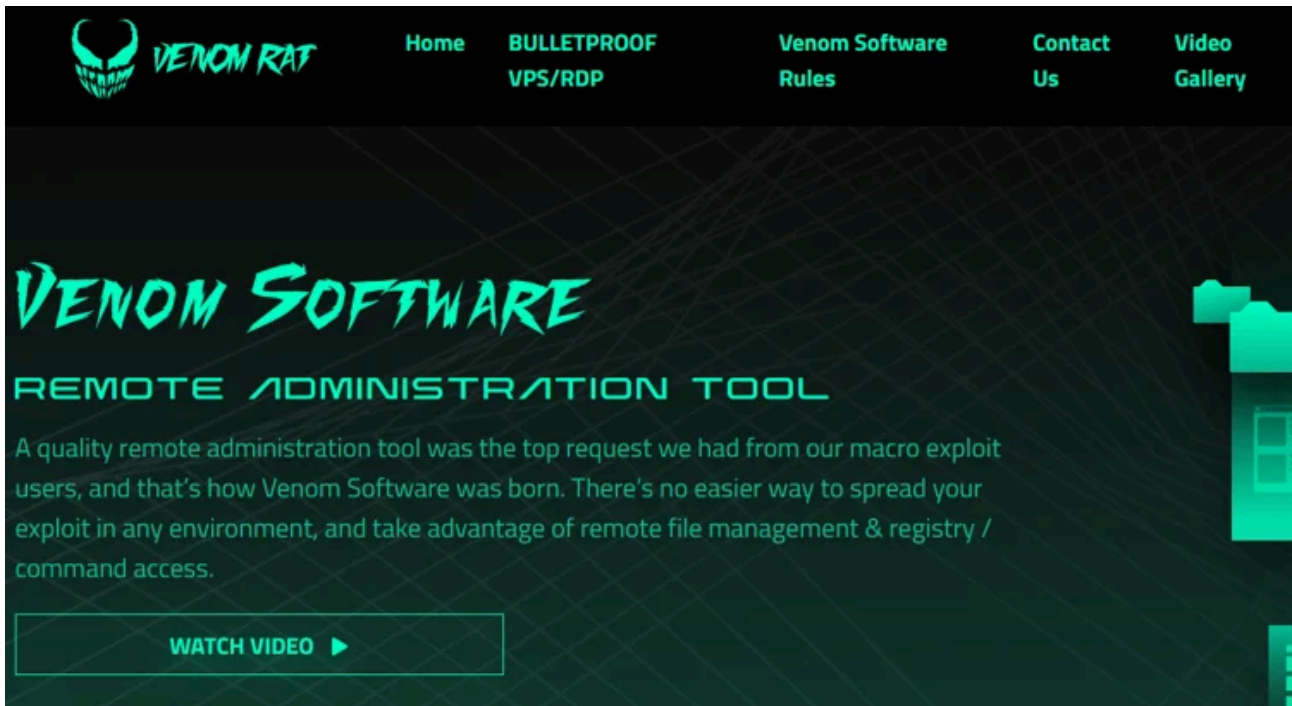 VENOM RAT
Home
BULLETPROOF
VPS/RDP
Venom Software
Rules
Contact
Us
Video
Gallery
VENOM SOFTWARE
REMOTE ADMINISTRATION TOOL
A quality remote administration tool was the top request we had from our macro exploit
users, and that's how Venom Software was born. There's no easier way to spread your
exploit in any environment, and take advantage of remote file management & registry /
command access.
WATCH VIDEO